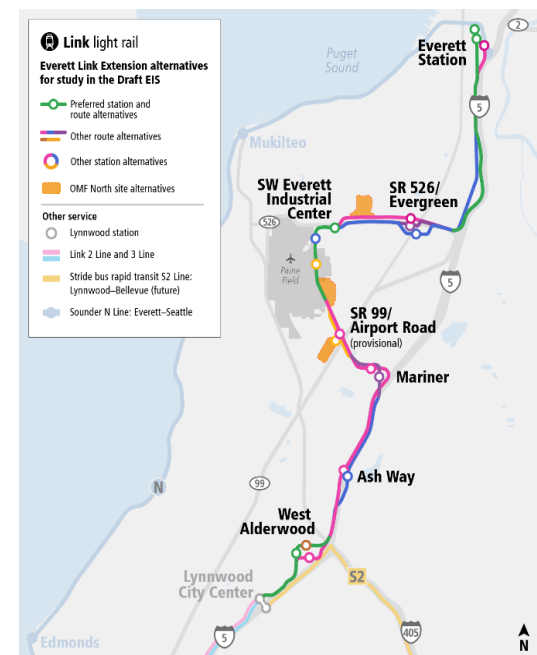 Link light rail
Everett Link Extension alternatives
for study in the Draft EIS
Preferred station and
route alternatives
Other route alternatives
Other station alternatives
OMF North site alternatives
Other service
Lynnwood station
Link 2 Line and 3 Line
Stride bus rapid transit S2 Line:
Lynnwood–Bellevue (future)
Sounder N Line: Everett–Seattle
2
Puget
Sound
Everett
Station
5
Mukilteo
SW Everett
Industrial
Center
SR 526/
Evergreen
526
Paine
Field
5
SR 99/
Airport Road
(provisional)
Mariner
Ash Way
N
99
West
Alderwood
Lynnwood
City Center
S2
5
405
Edmonds
N